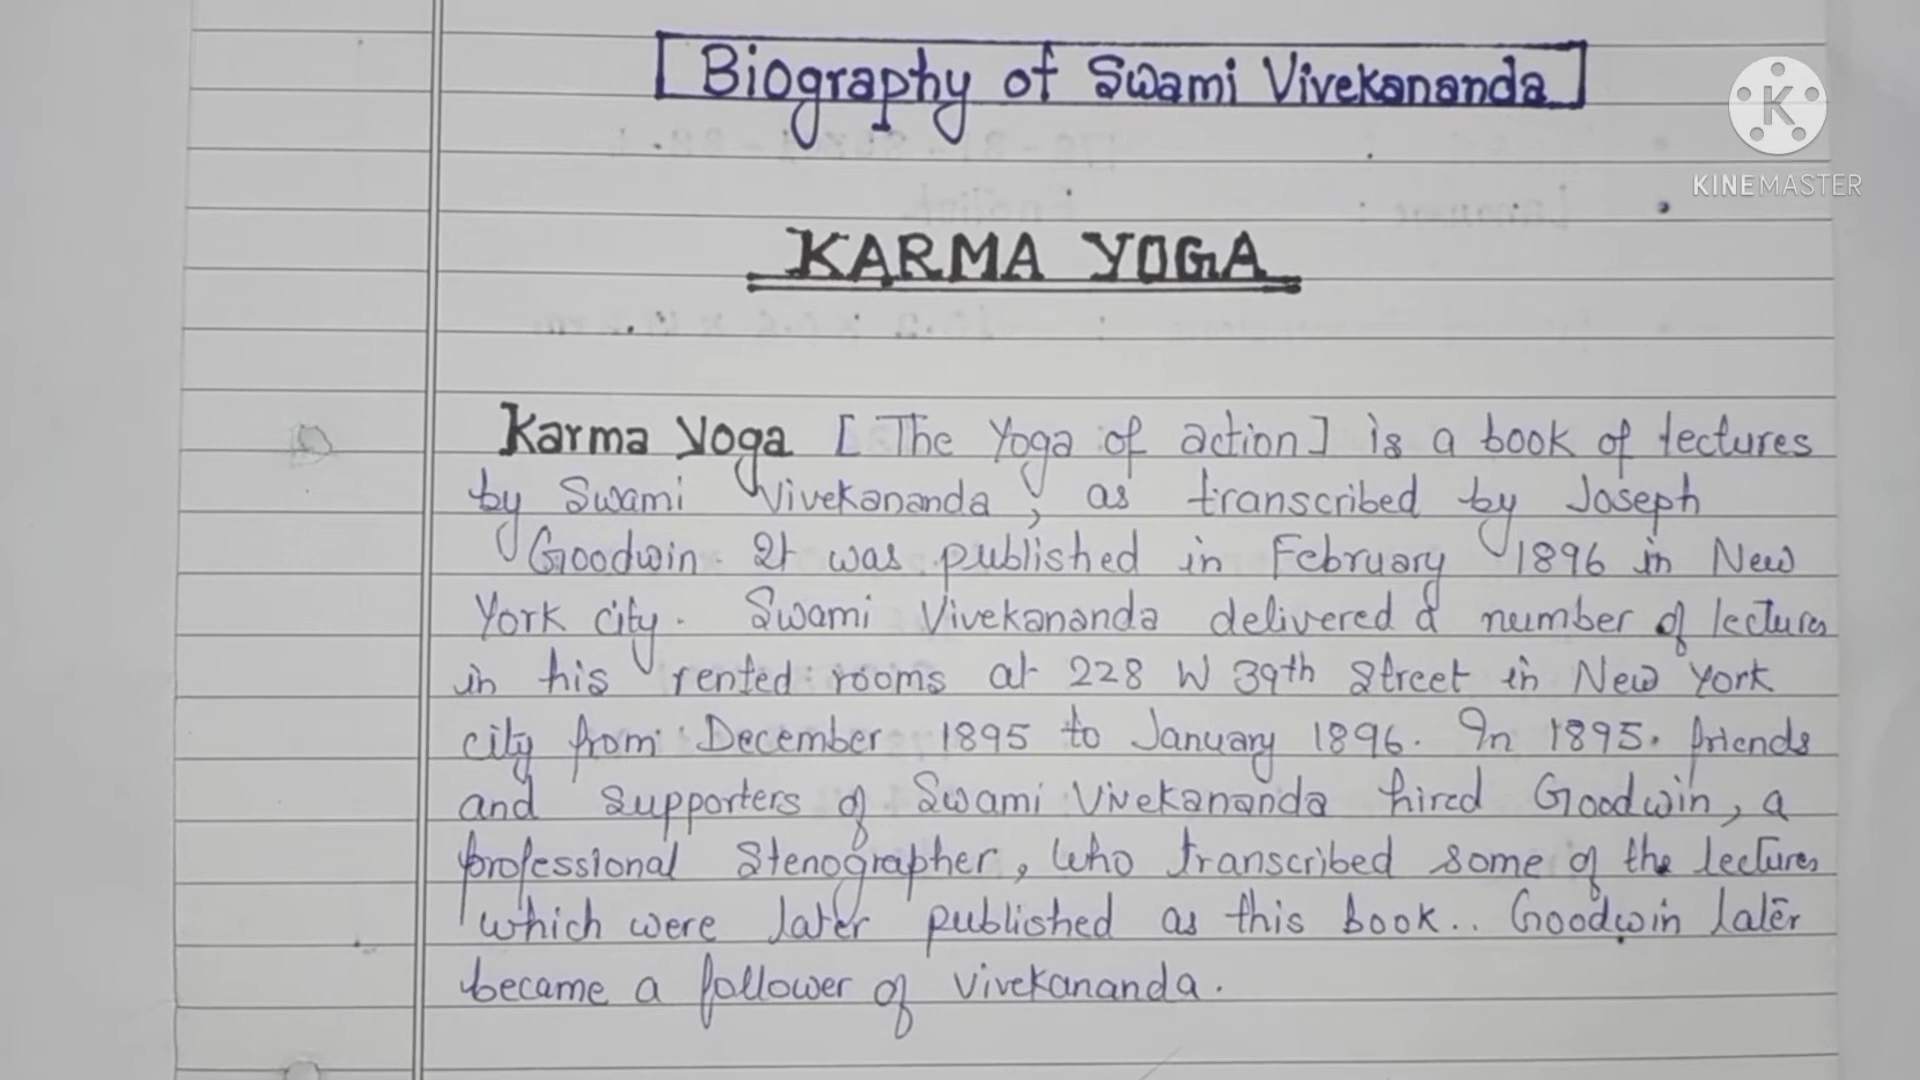 [Biography of Swami Vivekananda]
K
KINEMASTER
KARMA YOGA
Karma Yoga [The Yoga of action] is a book of lectures
by Swami Vivekananda, as transcribed by Joseph
Goodwin. It was published in February 1896 in New
York city. Swami Vivekananda delivered a number of lectures
in his rented rooms at 228 W 39th Street in New York
city from December 1895 to January 1896. In 1895. friends
and supporters of Swami Vivekananda hired Goodwin, a
professional stenographer, who transcribed some of the lectures
which were later published as this book.. Goodwin later
became a follower of Vivekananda.